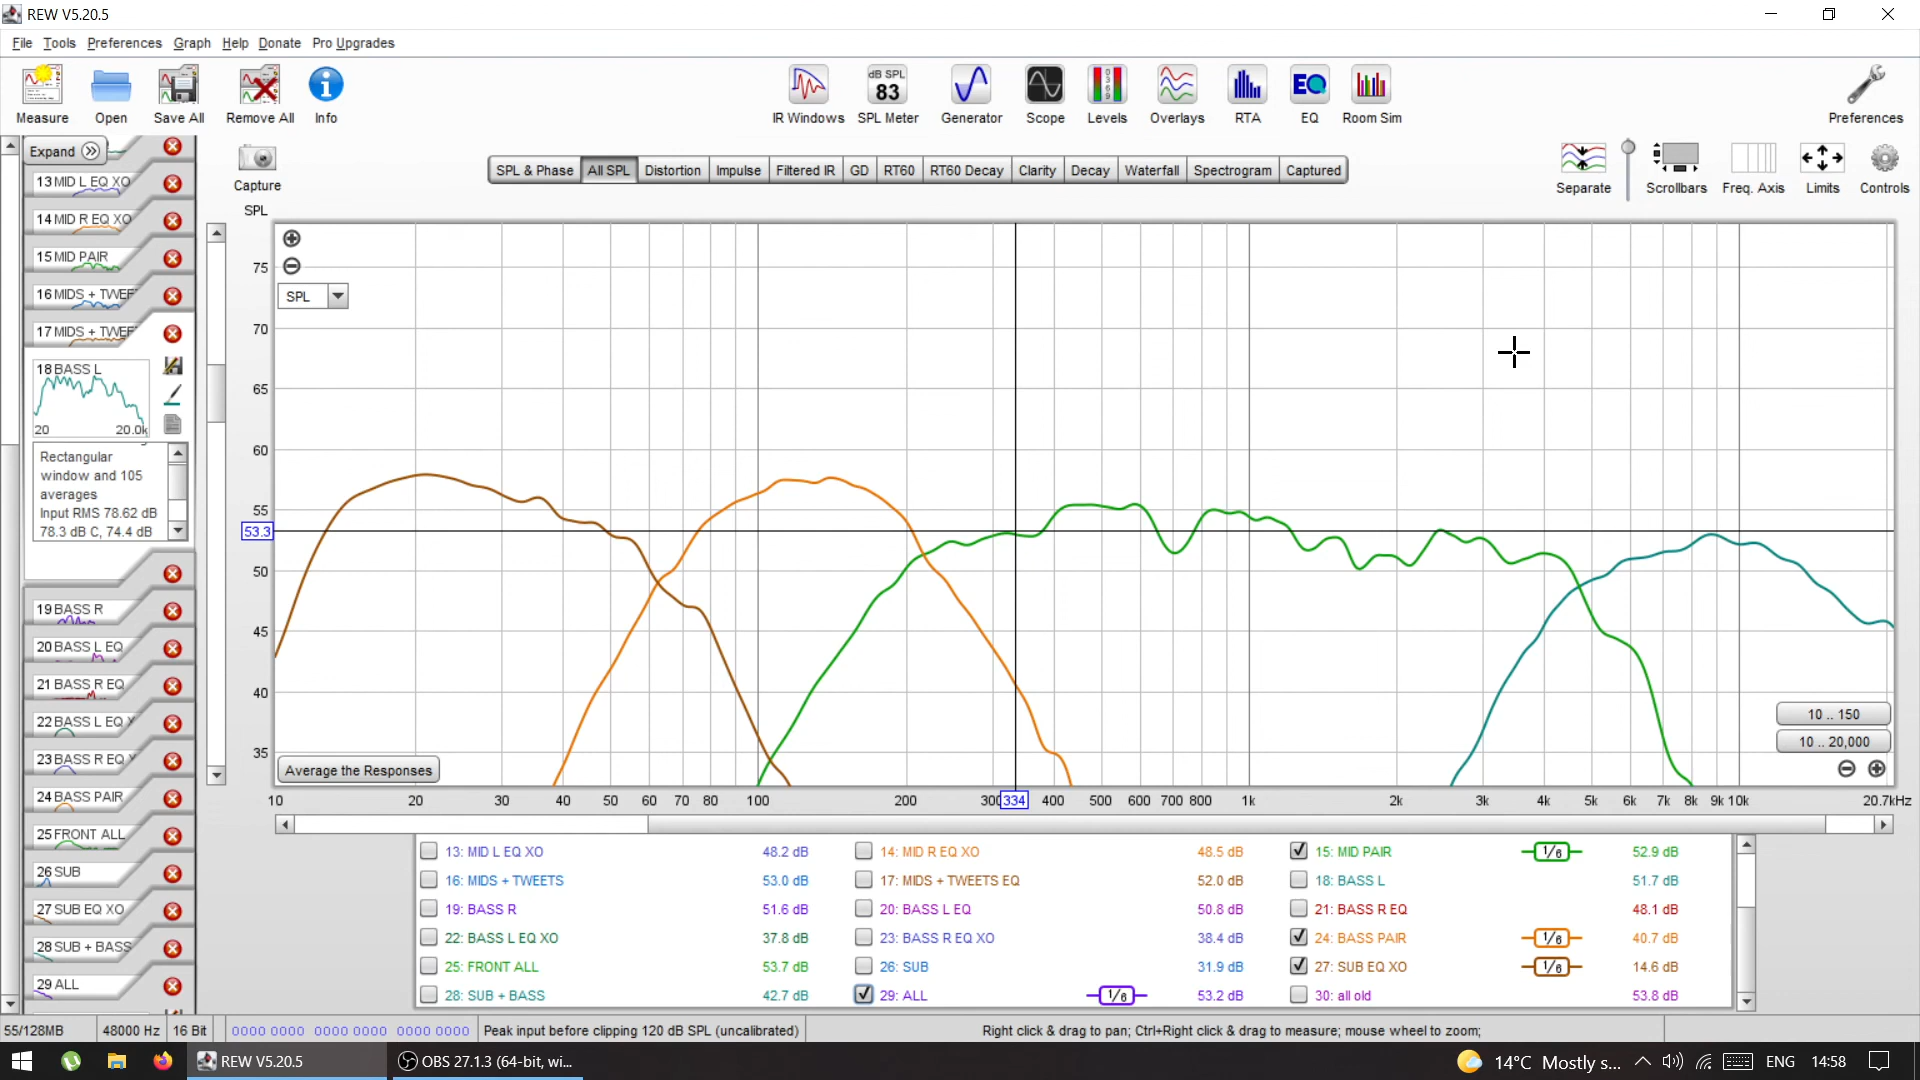 REW V5.20.5
File Tools Preferences Graph Help Donate Pro Upgrades
dB SPL
83
EQ
Measure Open Save All Remove All Info IR Windows SPL Meter Generator Scope Levels Overlays RTA EQ Room Sim Preferences
Expand
Capture
SPL & Phase All SPL Distortion Impulse Filtered IR GD RT60 RT60 Decay Clarity Decay Waterfall Spectrogram Captured
Separate Scrollbars Freq. Axis Limits Controls
13 MID L EQ XO
14 MID R EQ XO
15 MID PAIR
16 MIDS + TWEE
17 MIDS + TWEE
18 BASS L
20 20.0k
Rectangular
window and 105
averages
Input RMS 78.62 dB
78.3 dB C, 74.4 dB
19 BASS R
20 BASS L EQ
21 BASS R EQ
22 BASS L EQ X
23 BASS R EQ
24 BASS PAIR
25 FRONT ALL
26 SUB
27 SUB EQ XO
28 SUB + BASS
29 ALL
SPL
SPL
75
70
65
60
55
53.3
50
45
40
35
Average the Responses
10 .. 150
10 .. 20,000
10 20 30 40 50 60 70 80 100 200 300 334 400 500 600 700 800 1k 2k 3k 4k 5k 6k 7k 8k 9k 10k 20.7kHz
13: MID L EQ XO 48.2 dB 14: MID R EQ XO 48.5 dB 15: MID PAIR 1/6 52.9 dB
16: MIDS + TWEETS 53.0 dB 17: MIDS + TWEETS EQ 52.0 dB 18: BASS L 51.7 dB
19: BASS R 51.6 dB 20: BASS L EQ 50.8 dB 21: BASS R EQ 48.1 dB
22: BASS L EQ XO 37.8 dB 23: BASS R EQ XO 38.4 dB 24: BASS PAIR 1/6 40.7 dB
25: FRONT ALL 53.7 dB 26: SUB 31.9 dB 27: SUB EQ XO 1/6 14.6 dB
28: SUB + BASS 42.7 dB 29: ALL 1/6 53.2 dB 30: all old 53.8 dB
55/128MB 48000 Hz 16 Bit 0000 0000 0000 0000 0000 0000 Peak input before clipping 120 dB SPL (uncalibrated) Right click & drag to pan; Ctrl+Right click & drag to measure; mouse wheel to zoom;
REW V5.20.5 OBS 27.1.3 (64-bit, wi... 14°C Mostly s... ENG 14:58